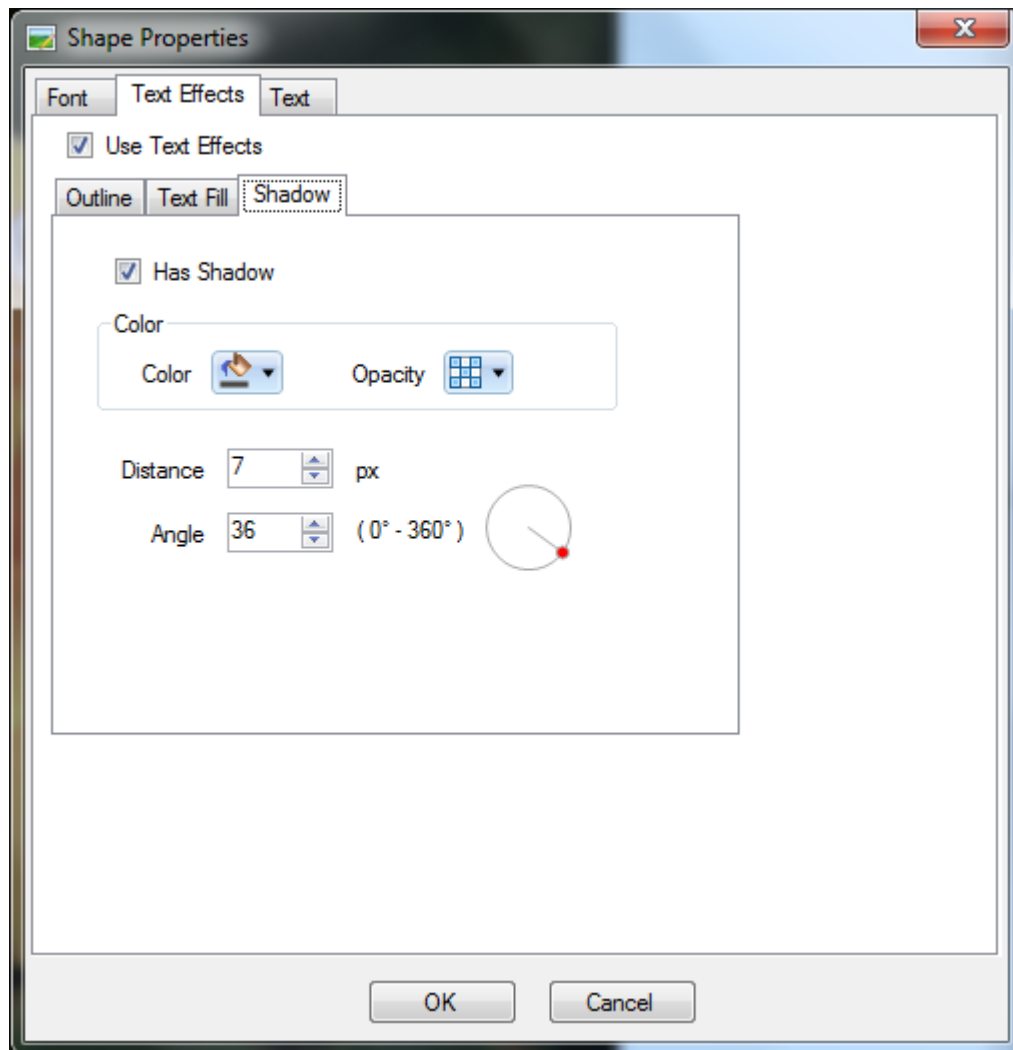 Shape Properties
Font Text Effects Text
Use Text Effects
Outline Text Fill Shadow
Has Shadow
Color
Color Opacity
Distance 7 px
Angle 36 ( 0° - 360° )
OK Cancel